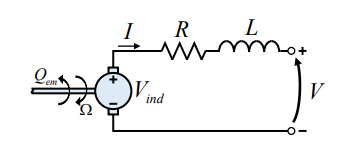 I R L
+
Q_em + V_ind V
Ω −
−